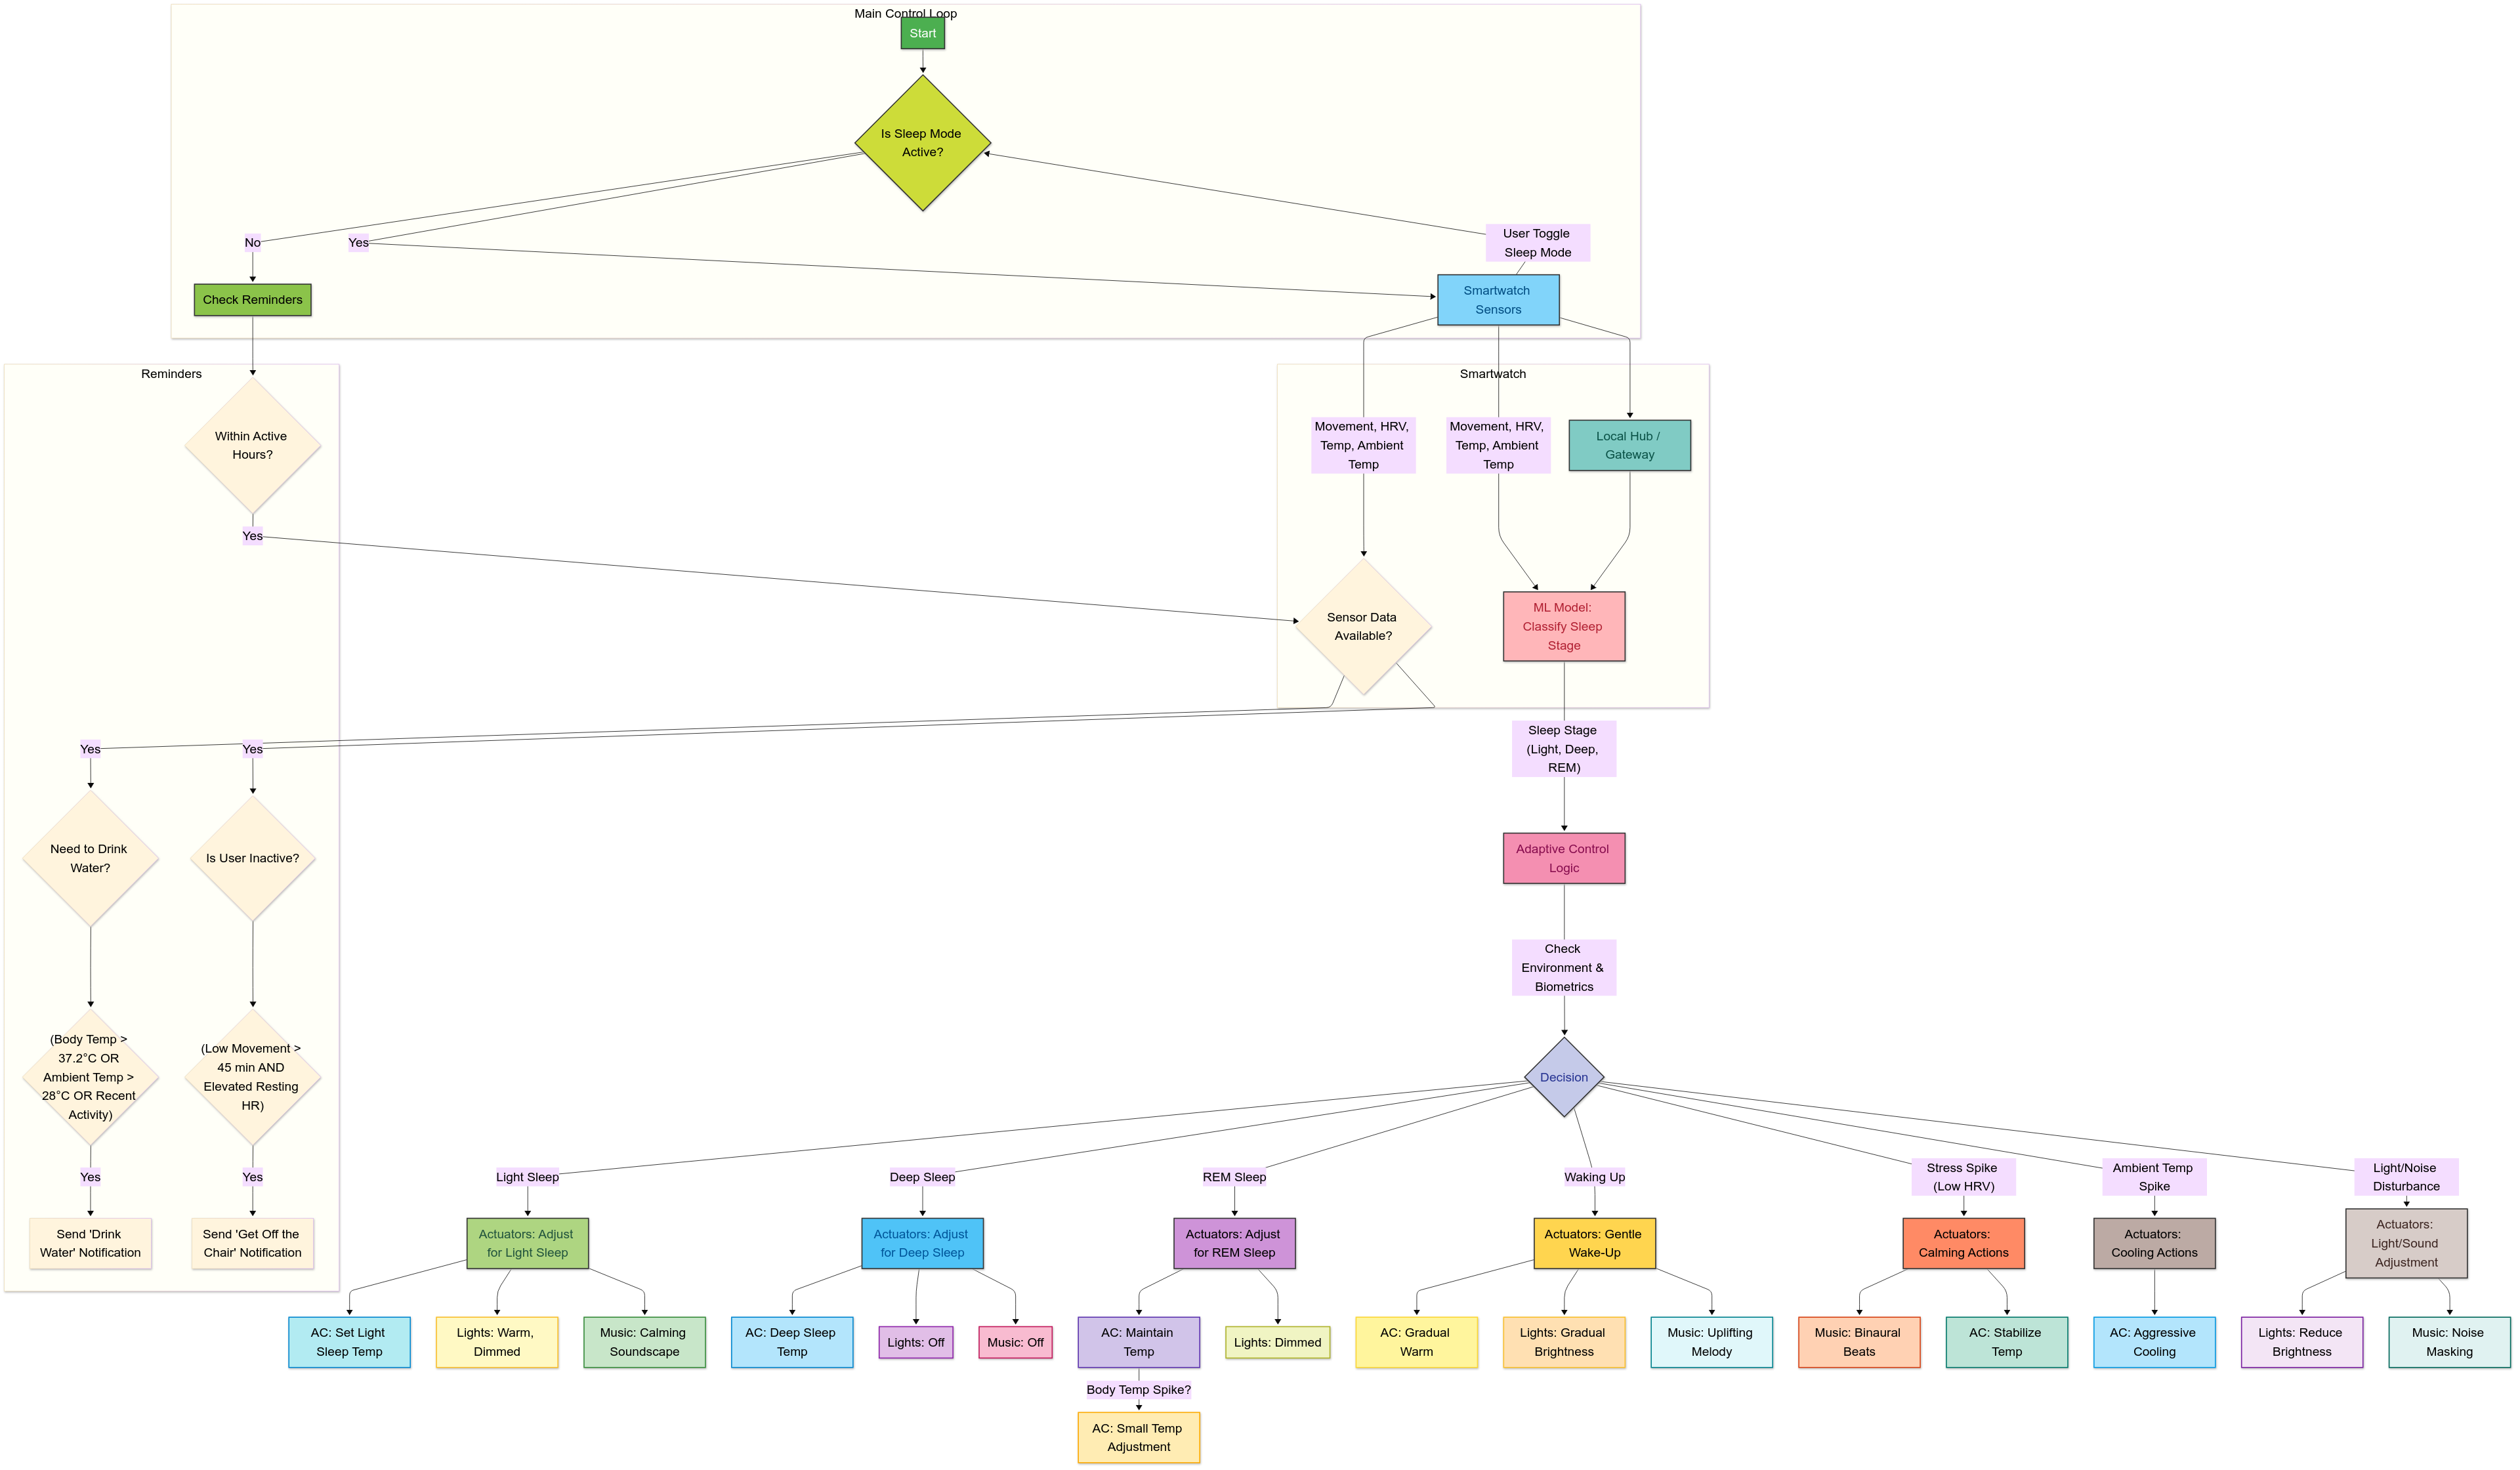 Main Control Loop
Start
Is Sleep Mode
Active?
No
Yes
User Toggle
Sleep Mode
Check Reminders
Smartwatch
Sensors
Reminders
Smartwatch
Within Active
Hours?
Movement, HRV,
Temp, Ambient
Temp
Movement, HRV,
Temp, Ambient
Temp
Local Hub /
Gateway
Yes
Sensor Data
Available?
ML Model:
Classify Sleep
Stage
Yes
Yes
Sleep Stage
(Light, Deep,
REM)
Need to Drink
Water?
Is User Inactive?
Adaptive Control
Logic
Check
Environment &
Biometrics
(Body Temp >
37.2°C OR
Ambient Temp >
28°C OR Recent
Activity)
(Low Movement >
45 min AND
Elevated Resting
HR)
Decision
Yes
Yes
Light Sleep
Deep Sleep
REM Sleep
Waking Up
Stress Spike
(Low HRV)
Ambient Temp
Spike
Light/Noise
Disturbance
Send 'Drink
Water' Notification
Send 'Get Off the
Chair' Notification
Actuators: Adjust
for Light Sleep
Actuators: Adjust
for Deep Sleep
Actuators: Adjust
for REM Sleep
Actuators: Gentle
Wake-Up
Actuators:
Calming Actions
Actuators:
Cooling Actions
Actuators:
Light/Sound
Adjustment
AC: Set Light
Sleep Temp
Lights: Warm,
Dimmed
Music: Calming
Soundscape
AC: Deep Sleep
Temp
Lights: Off
Music: Off
AC: Maintain
Temp
Lights: Dimmed
AC: Gradual
Warm
Lights: Gradual
Brightness
Music: Uplifting
Melody
Music: Binaural
Beats
AC: Stabilize
Temp
AC: Aggressive
Cooling
Lights: Reduce
Brightness
Music: Noise
Masking
Body Temp Spike?
AC: Small Temp
Adjustment